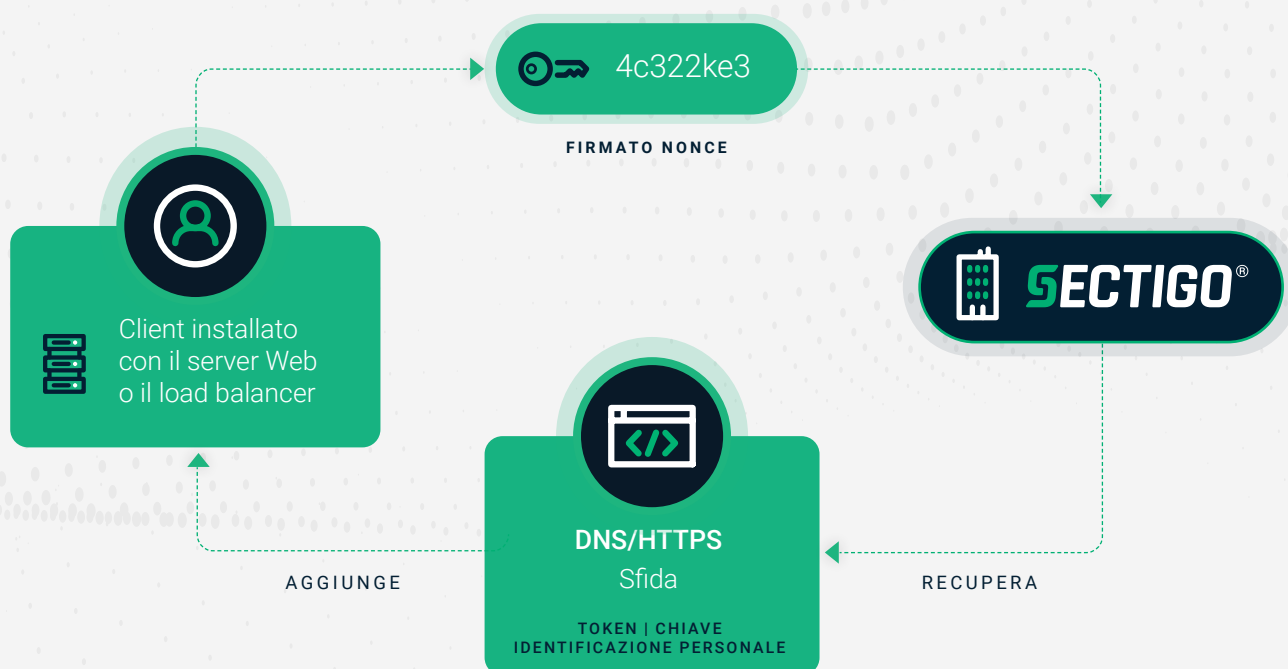 4c322ke3
FIRMATO NONCE
SECTIGO®
Client installato
con il server Web
o il load balancer
</>
DNS/HTTPS
Sfida
TOKEN | CHIAVE
IDENTIFICAZIONE PERSONALE
AGGIUNGE
RECUPERA